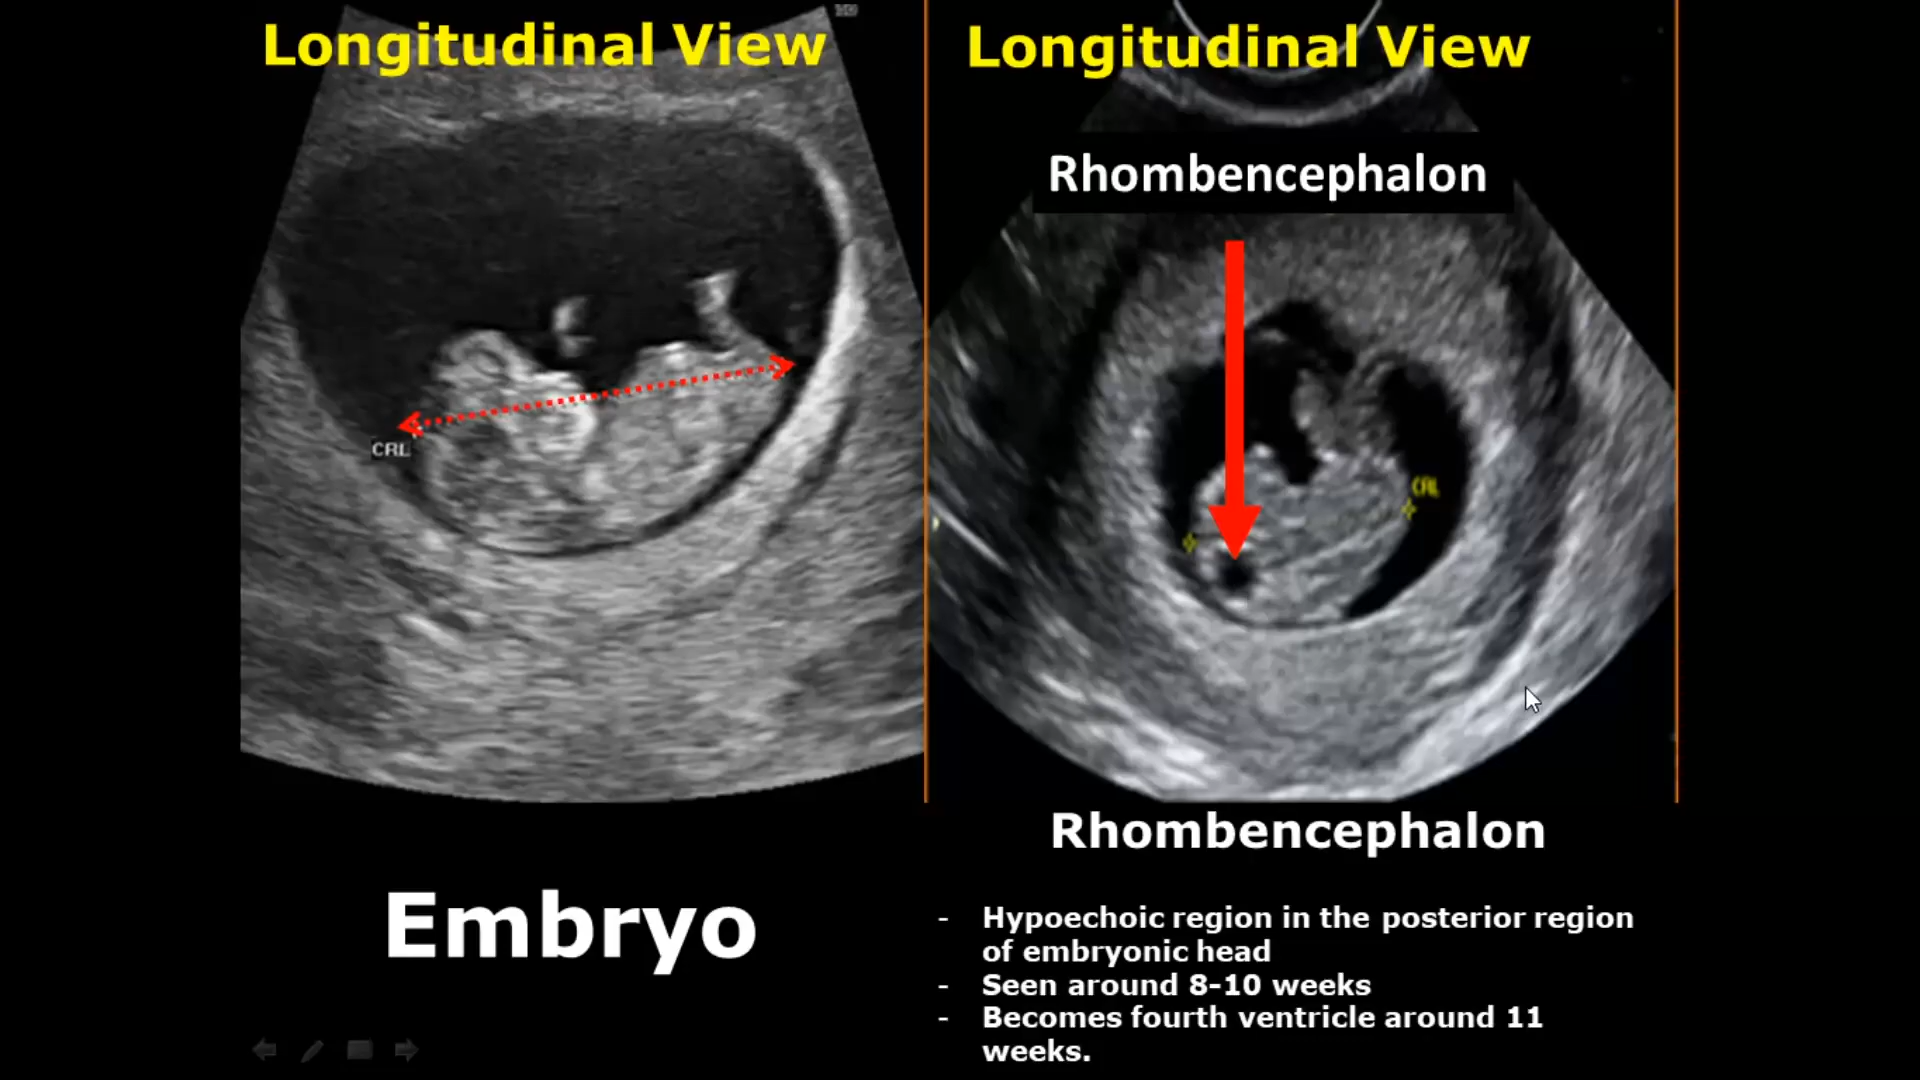 Longitudinal View
CRL
Embryo
Longitudinal View
Rhombencephalon
CRL
Rhombencephalon
- Hypoechoic region in the posterior region
of embryonic head
- Seen around 8-10 weeks
- Becomes fourth ventricle around 11
weeks.